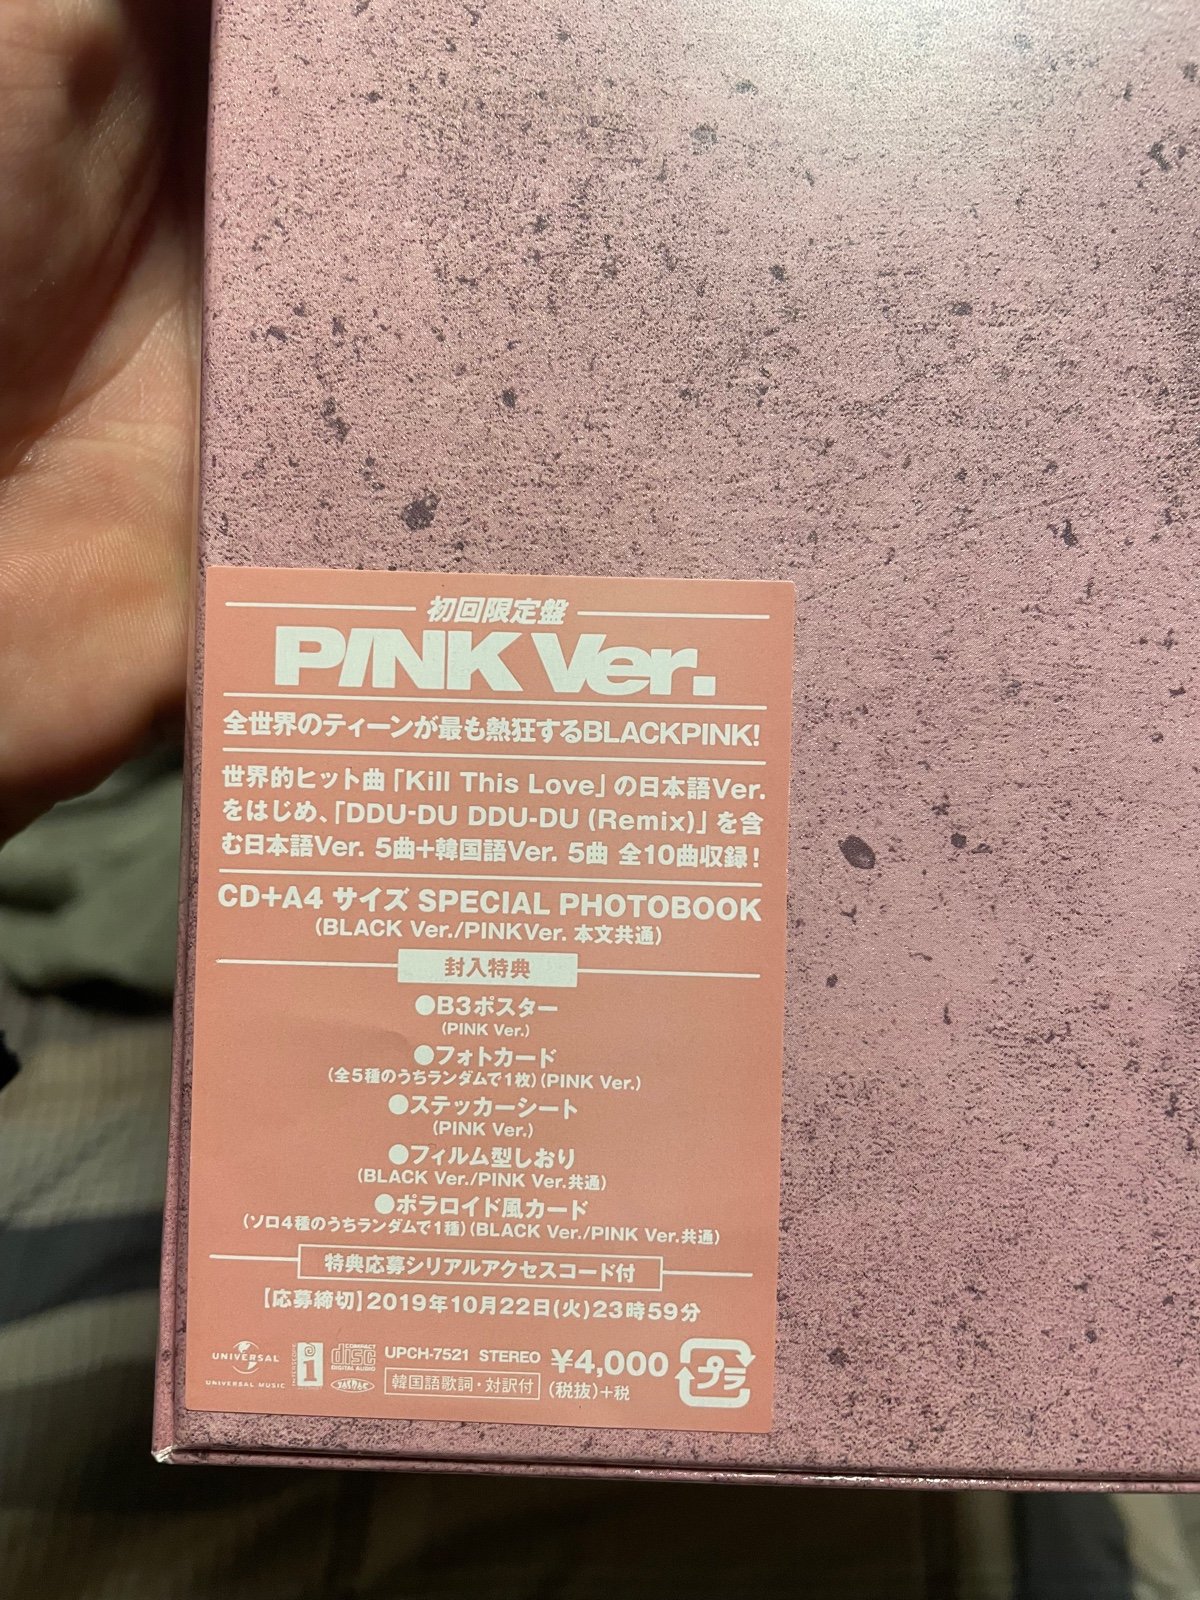 初回限定盤
PINK Ver.
全世界のティーンが最も熱狂するBLACKPINK!
世界的ヒット曲「Kill This Love」の日本語Ver.
をはじめ、「DDU-DU DDU-DU (Remix)」を含
む日本語Ver. 5曲+韓国語Ver. 5曲 全10曲収録!
CD+A4 サイズ SPECIAL PHOTOBOOK
(BLACK Ver./PINKVer. 本文共通)
封入特典
●B3ポスター
(PINK Ver.)
●フォトカード
(全5種のうちランダムで1枚)(PINK Ver.)
●ステッカーシート
(PINK Ver.)
●フィルム型しおり
(BLACK Ver./PINK Ver.共通)
●ポラロイド風カード
(ソロ4種のうちランダムで1種)(BLACK Ver./PINK Ver.共通)
特典応募シリアルアクセスコード付
【応募締切】2019年10月22日(火)23時59分
UNIVERSAL
UNIVERSAL MUSIC
INTERSCOPE
i
COMPACT
disc
DIGITAL AUDIO
UPCH-7521 STEREO
韓国語歌詞・対訳付
¥4,000
(税抜)+税
プラ